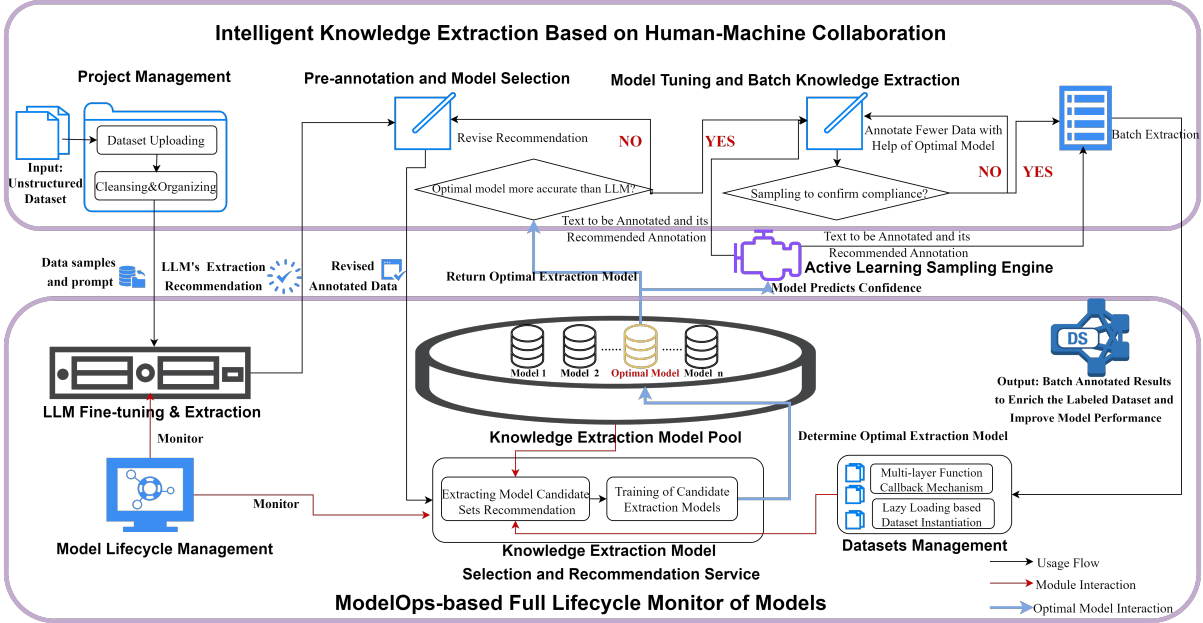 Intelligent Knowledge Extraction Based on Human-Machine Collaboration
Project Management
Pre-annotation and Model Selection
Model Tuning and Batch Knowledge Extraction
Input:
Unstructured
Dataset
Dataset Uploading
Cleansing&Organizing
Revise Recommendation
NO
YES
Optimal model more accurate than LLM?
Annotate Fewer Data with
Help of Optimal Model
NO
YES
Sampling to confirm compliance?
Batch Extraction
Text to be Annotated and its
Recommended Annotation
Text to be Annotated and its
Recommended Annotation
Active Learning Sampling Engine
Data samples
and prompt
LLM's Extraction
Recommendation
Revised
Annotated Data
Return Optimal Extraction Model
Model Predicts Confidence
Model 1
Model 2
Optimal Model
Model n
DS
Output: Batch Annotated Results
to Enrich the Labeled Dataset and
Improve Model Performance
LLM Fine-tuning & Extraction
Monitor
Knowledge Extraction Model Pool
Determine Optimal Extraction Model
Monitor
Model Lifecycle Management
Extracting Model Candidate
Sets Recommendation
Training of Candidate
Extraction Models
Multi-layer Function
Callback Mechanism
Lazy Loading based
Dataset Instantiation
Knowledge Extraction Model
Selection and Recommendation Service
Datasets Management
Usage Flow
Module Interaction
Optimal Model Interaction
ModelOps-based Full Lifecycle Monitor of Models